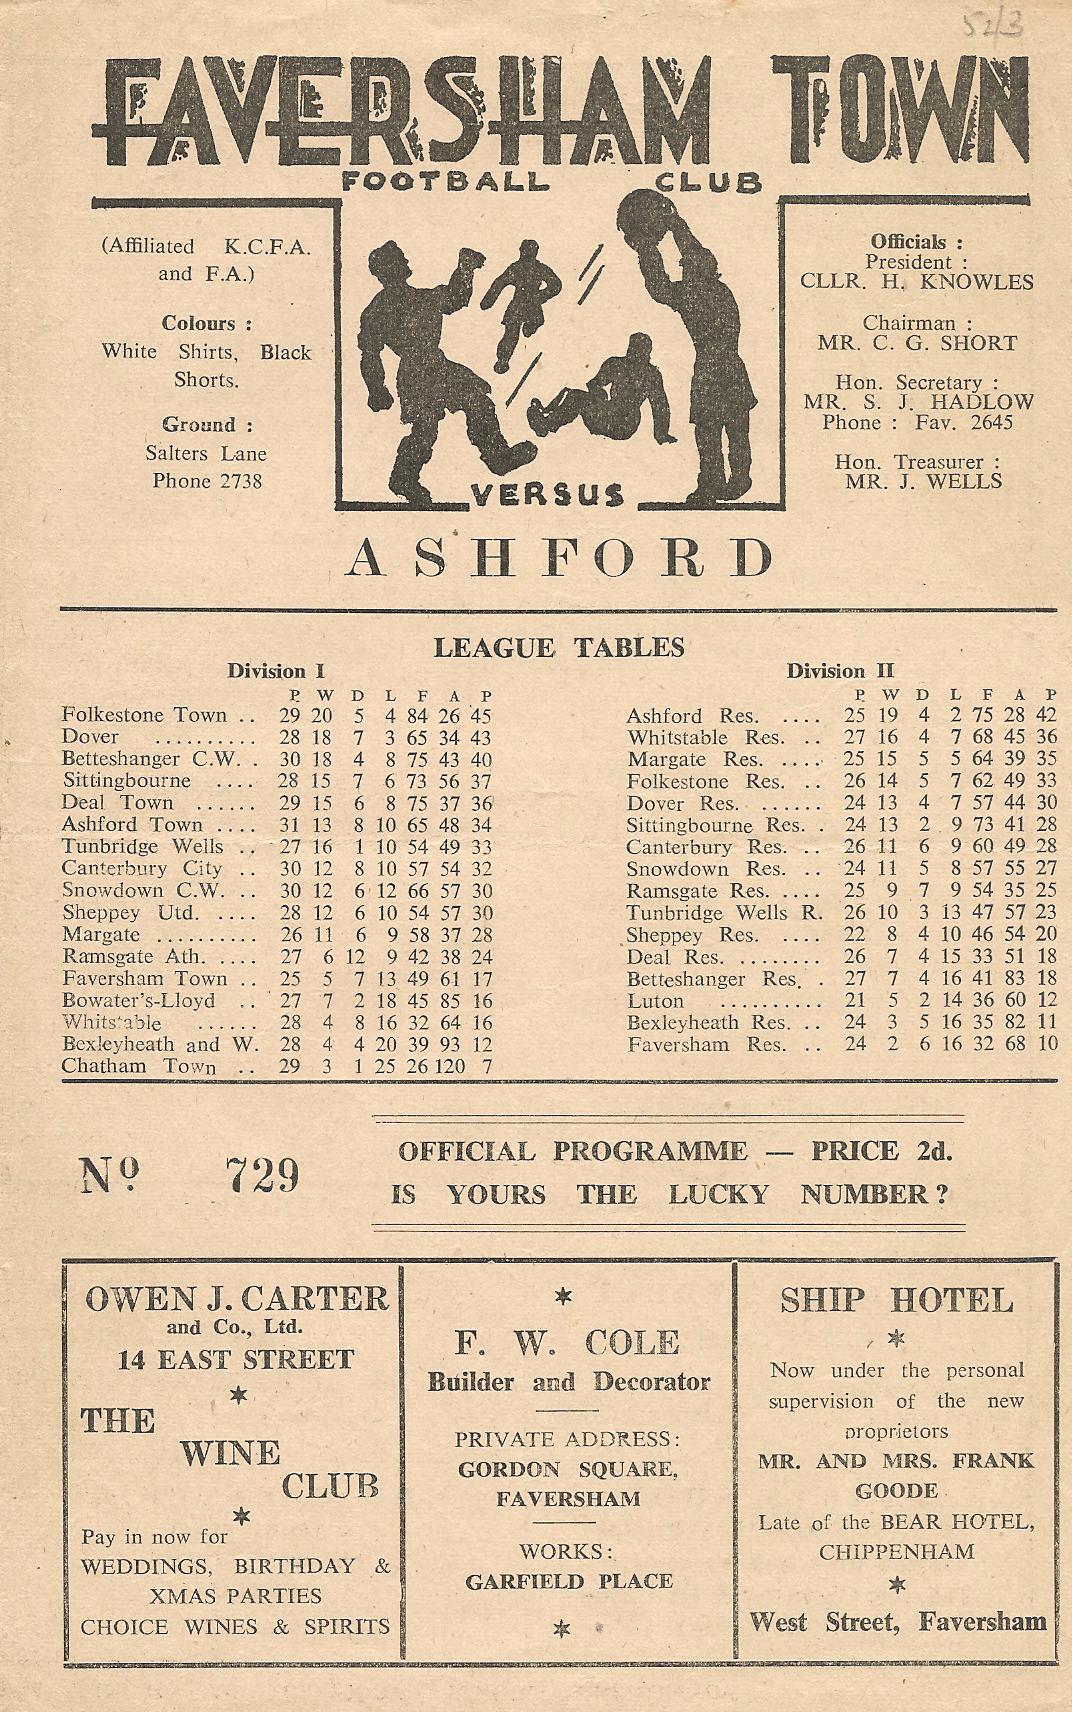 52/3
FAVERSHAM TOWN
FOOTBALL CLUB
(Affiliated K.C.F.A.
and F.A.)
Colours :
White Shirts, Black
Shorts.
Ground :
Salters Lane
Phone 2738
Officials :
President :
CLLR. H. KNOWLES
Chairman :
MR. C. G. SHORT
Hon. Secretary :
MR. S. J. HADLOW
Phone : Fav. 2645
Hon. Treasurer :
MR. J. WELLS
VERSUS
ASHFORD
LEAGUE TABLES
Division I
P. W D L F A P
Folkestone Town .. 29 20 5 4 84 26 45
Dover .......... 28 18 7 3 65 34 43
Betteshanger C.W. . 30 18 4 8 75 43 40
Sittingbourne .... 28 15 7 6 73 56 37
Deal Town ...... 29 15 6 8 75 37 36
Ashford Town .... 31 13 8 10 65 48 34
Tunbridge Wells .. 27 16 1 10 54 49 33
Canterbury City .. 30 12 8 10 57 54 32
Snowdown C.W. .. 30 12 6 12 66 57 30
Sheppey Utd. .... 28 12 6 10 54 57 30
Margate .......... 26 11 6 9 58 37 28
Ramsgate Ath. .... 27 6 12 9 42 38 24
Faversham Town .. 25 5 7 13 49 61 17
Bowater's-Lloyd .. 27 7 2 18 45 85 16
Whitstable ...... 28 4 8 16 32 64 16
Bexleyheath and W. 28 4 4 20 39 93 12
Chatham Town .. 29 3 1 25 26 120 7
Division II
P. W D L F A P
Ashford Res. .... 25 19 4 2 75 28 42
Whitstable Res. .. 27 16 4 7 68 45 36
Margate Res. .... 25 15 5 5 64 39 35
Folkestone Res. .. 26 14 5 7 62 49 33
Dover Res. ...... 24 13 4 7 57 44 30
Sittingbourne Res. . 24 13 2 9 73 41 28
Canterbury Res. .. 26 11 6 9 60 49 28
Snowdown Res. .. 24 11 5 8 57 55 27
Ramsgate Res. .... 25 9 7 9 54 35 25
Tunbridge Wells R. 26 10 3 13 47 57 23
Sheppey Res. .... 22 8 4 10 46 54 20
Deal Res. ........ 26 7 4 15 33 51 18
Betteshanger Res. . 27 7 4 16 41 83 18
Luton .......... 21 5 2 14 36 60 12
Bexleyheath Res. .. 24 3 5 16 35 82 11
Faversham Res. .. 24 2 6 16 32 68 10
No. 729
OFFICIAL PROGRAMME — PRICE 2d.
IS YOURS THE LUCKY NUMBER ?
OWEN J. CARTER
and Co., Ltd.
14 EAST STREET
THE
WINE
CLUB
Pay in now for
WEDDINGS, BIRTHDAY &
XMAS PARTIES
CHOICE WINES & SPIRITS
F. W. COLE
Builder and Decorator
PRIVATE ADDRESS:
GORDON SQUARE,
FAVERSHAM
WORKS:
GARFIELD PLACE
SHIP HOTEL
Now under the personal
supervision of the new
proprietors
MR. AND MRS. FRANK
GOODE
Late of the BEAR HOTEL,
CHIPPENHAM
West Street, Faversham